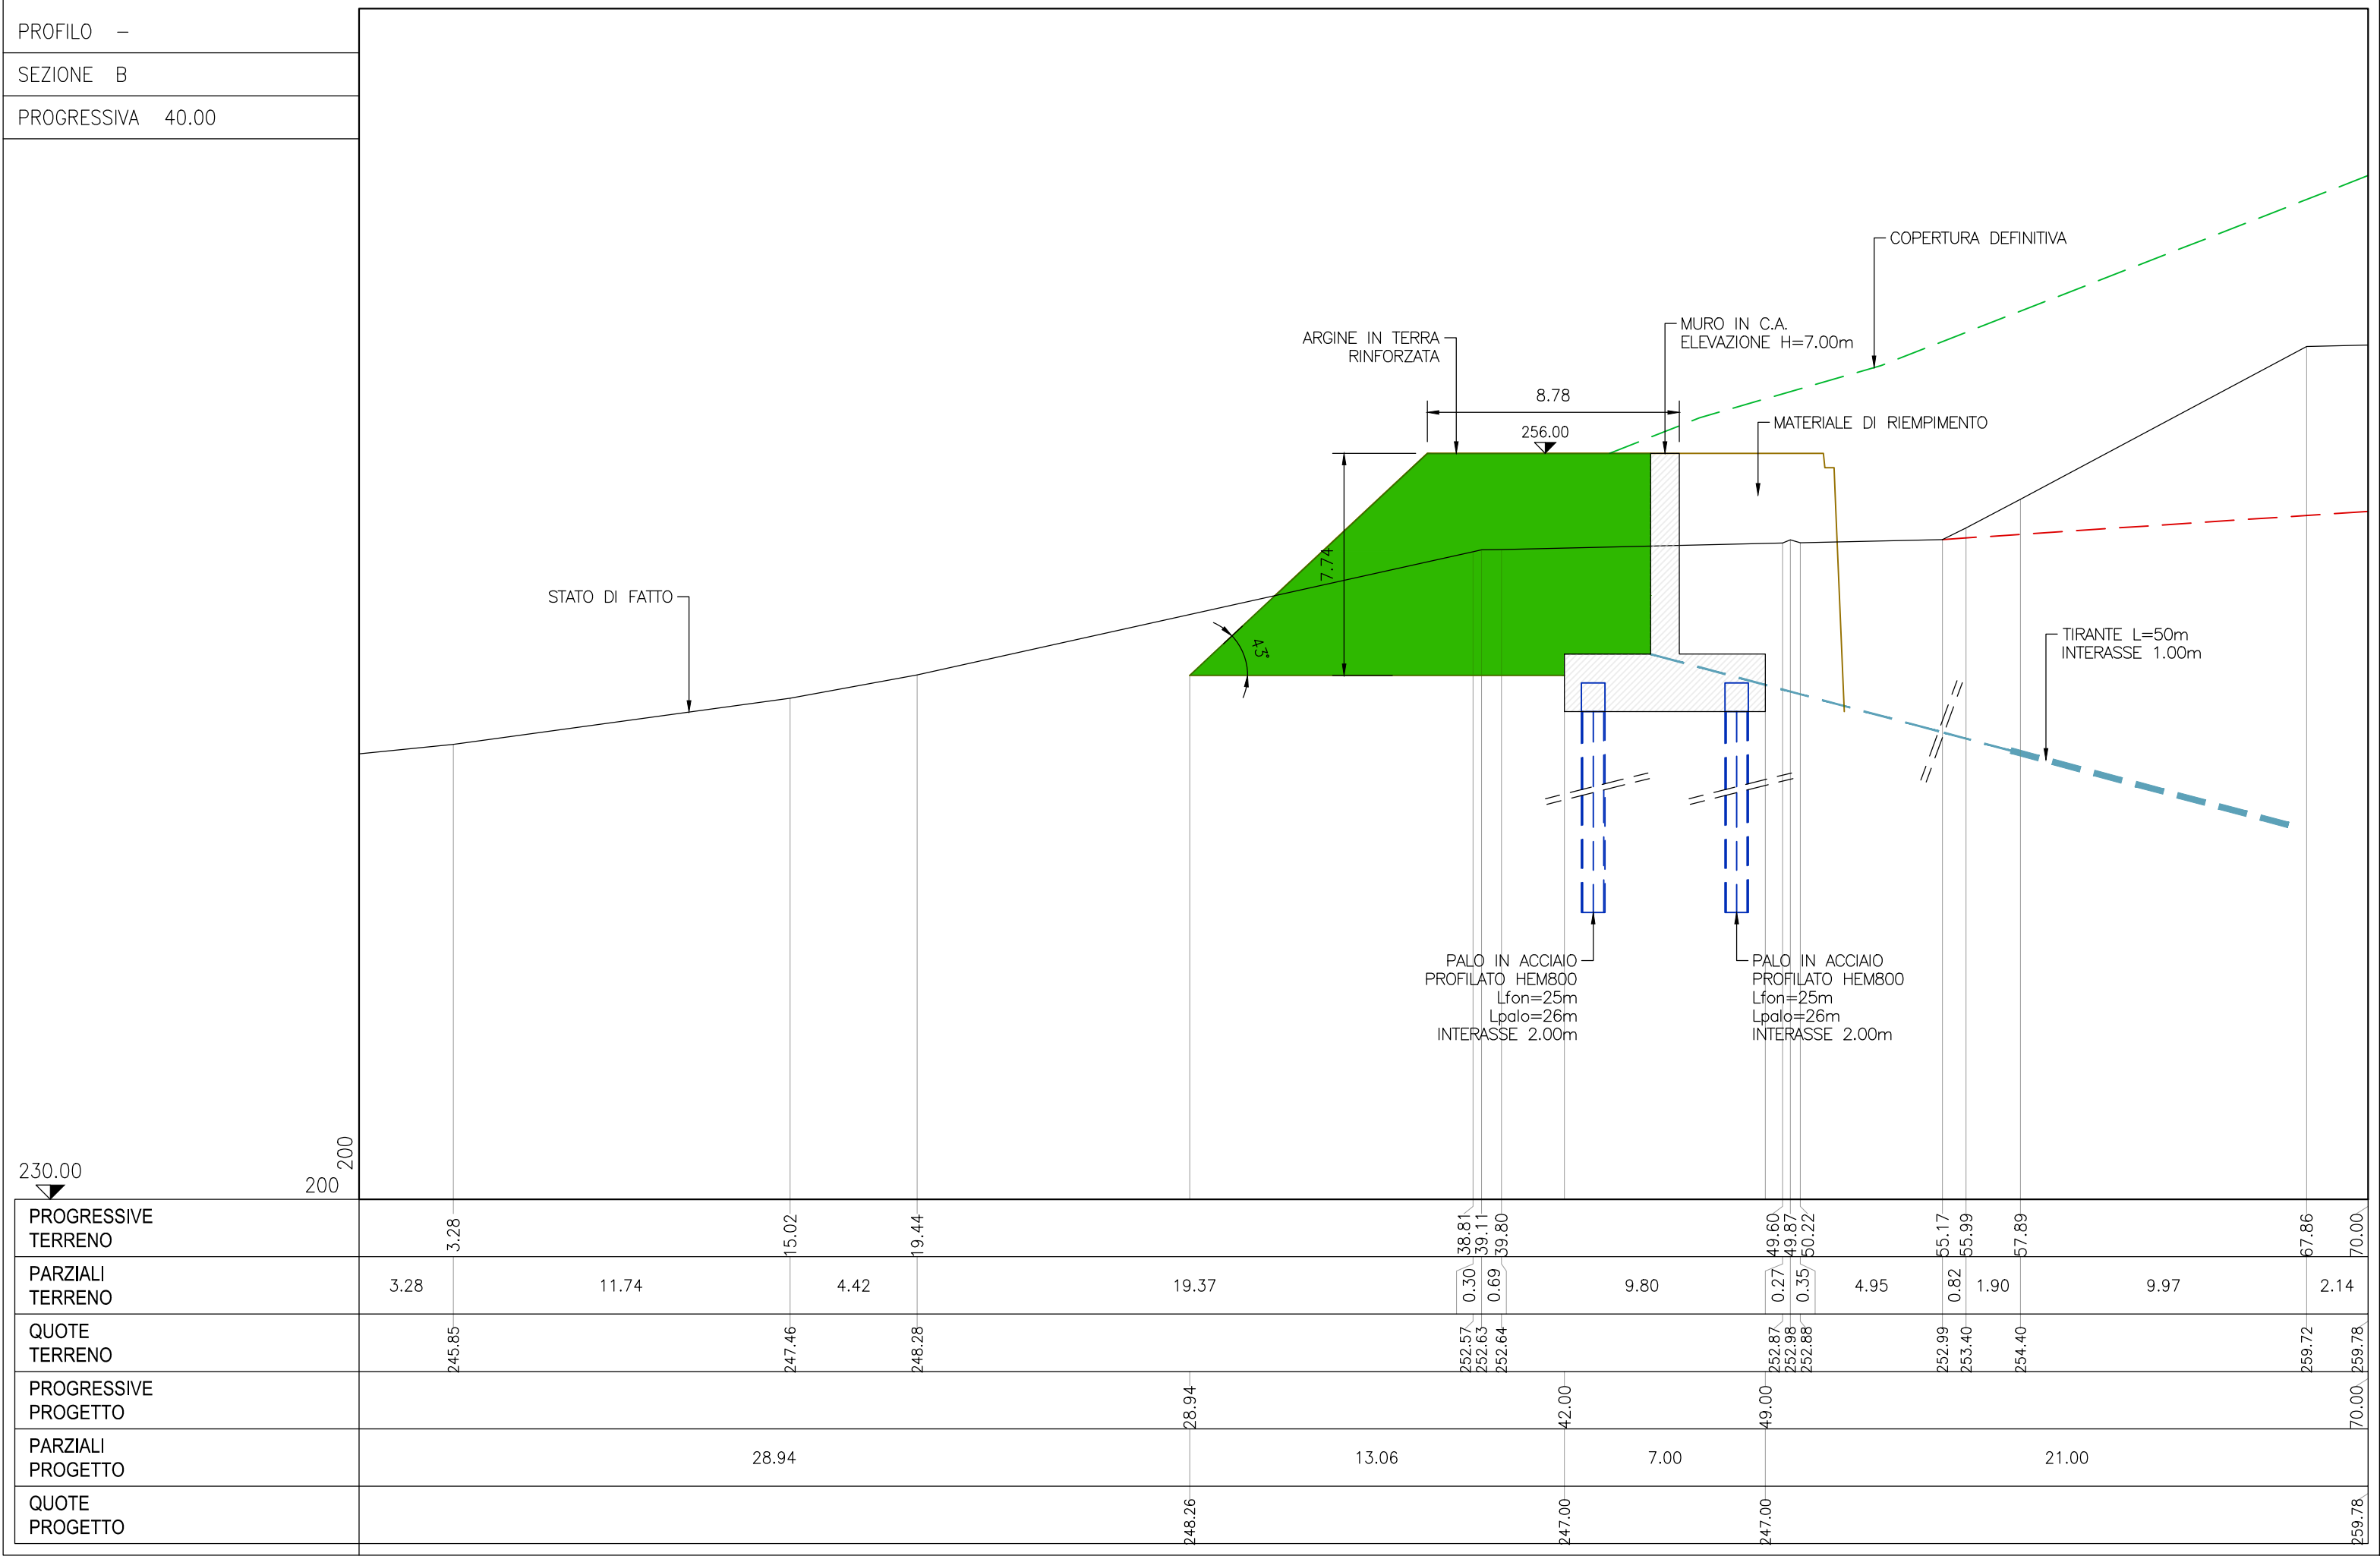 PROFILO -
SEZIONE B
PROGRESSIVA 40.00
COPERTURA DEFINITIVA
MURO IN C.A.
ELEVAZIONE H=7.00m
ARGINE IN TERRA
RINFORZATA
8.78
256.00
MATERIALE DI RIEMPIMENTO
7.74
STATO DI FATTO
43°
TIRANTE L=50m
INTERASSE 1.00m
PALO IN ACCIAIO
PROFILATO HEM800
Lfon=25m
Lpalo=26m
INTERASSE 2.00m
PALO IN ACCIAIO
PROFILATO HEM800
Lfon=25m
Lpalo=26m
INTERASSE 2.00m
230.00
200
200
PROGRESSIVE
TERRENO
3.28 15.02 19.44 38.81 39.11 39.80 49.60 49.87 50.22 55.17 55.99 57.89 67.86 70.00
PARZIALI
TERRENO
3.28 11.74 4.42 19.37 0.30 0.69 9.80 0.27 0.35 4.95 0.82 1.90 9.97 2.14
QUOTE
TERRENO
245.85 247.46 248.28 252.57 252.63 252.64 252.87 252.98 252.88 252.99 253.40 254.40 259.72 259.78
PROGRESSIVE
PROGETTO
28.94 42.00 49.00 70.00
PARZIALI
PROGETTO
28.94 13.06 7.00 21.00
QUOTE
PROGETTO
248.26 247.00 247.00 259.78